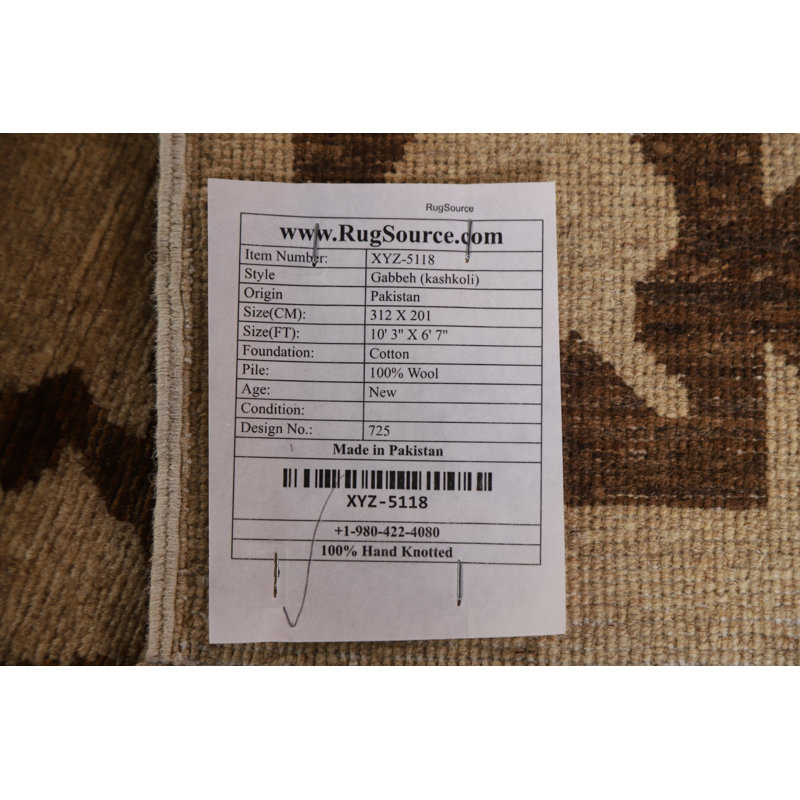 RugSource
www.RugSource.com
Item Number: XYZ-5118
Style Gabbeh (kashkoli)
Origin Pakistan
Size(CM): 312 X 201
Size(FT): 10' 3" X 6' 7"
Foundation: Cotton
Pile: 100% Wool
Age: New
Condition:
Design No.: 725
Made in Pakistan
XYZ-5118
+1-980-422-4080
100% Hand Knotted